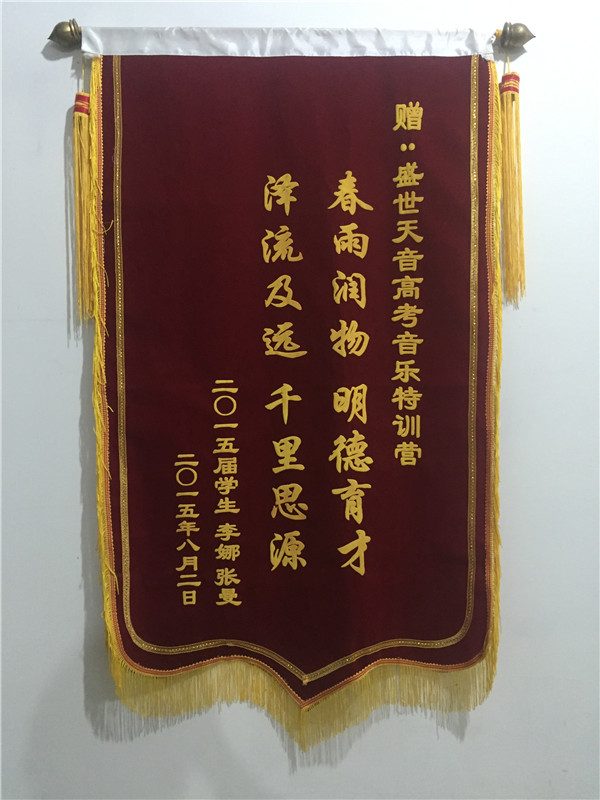 赠:盛世天音高考音乐特训营
春雨润物 明德育才
泽流及远 千里思源
二〇一五届学生 李娜 张曼
二〇一五年八月二日